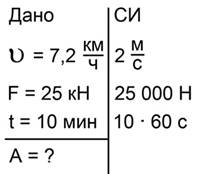 Дано СИ
υ = 7,2 км/ч 2 м/с
F = 25 кН 25 000 Н
t = 10 мин 10 · 60 с
A = ?